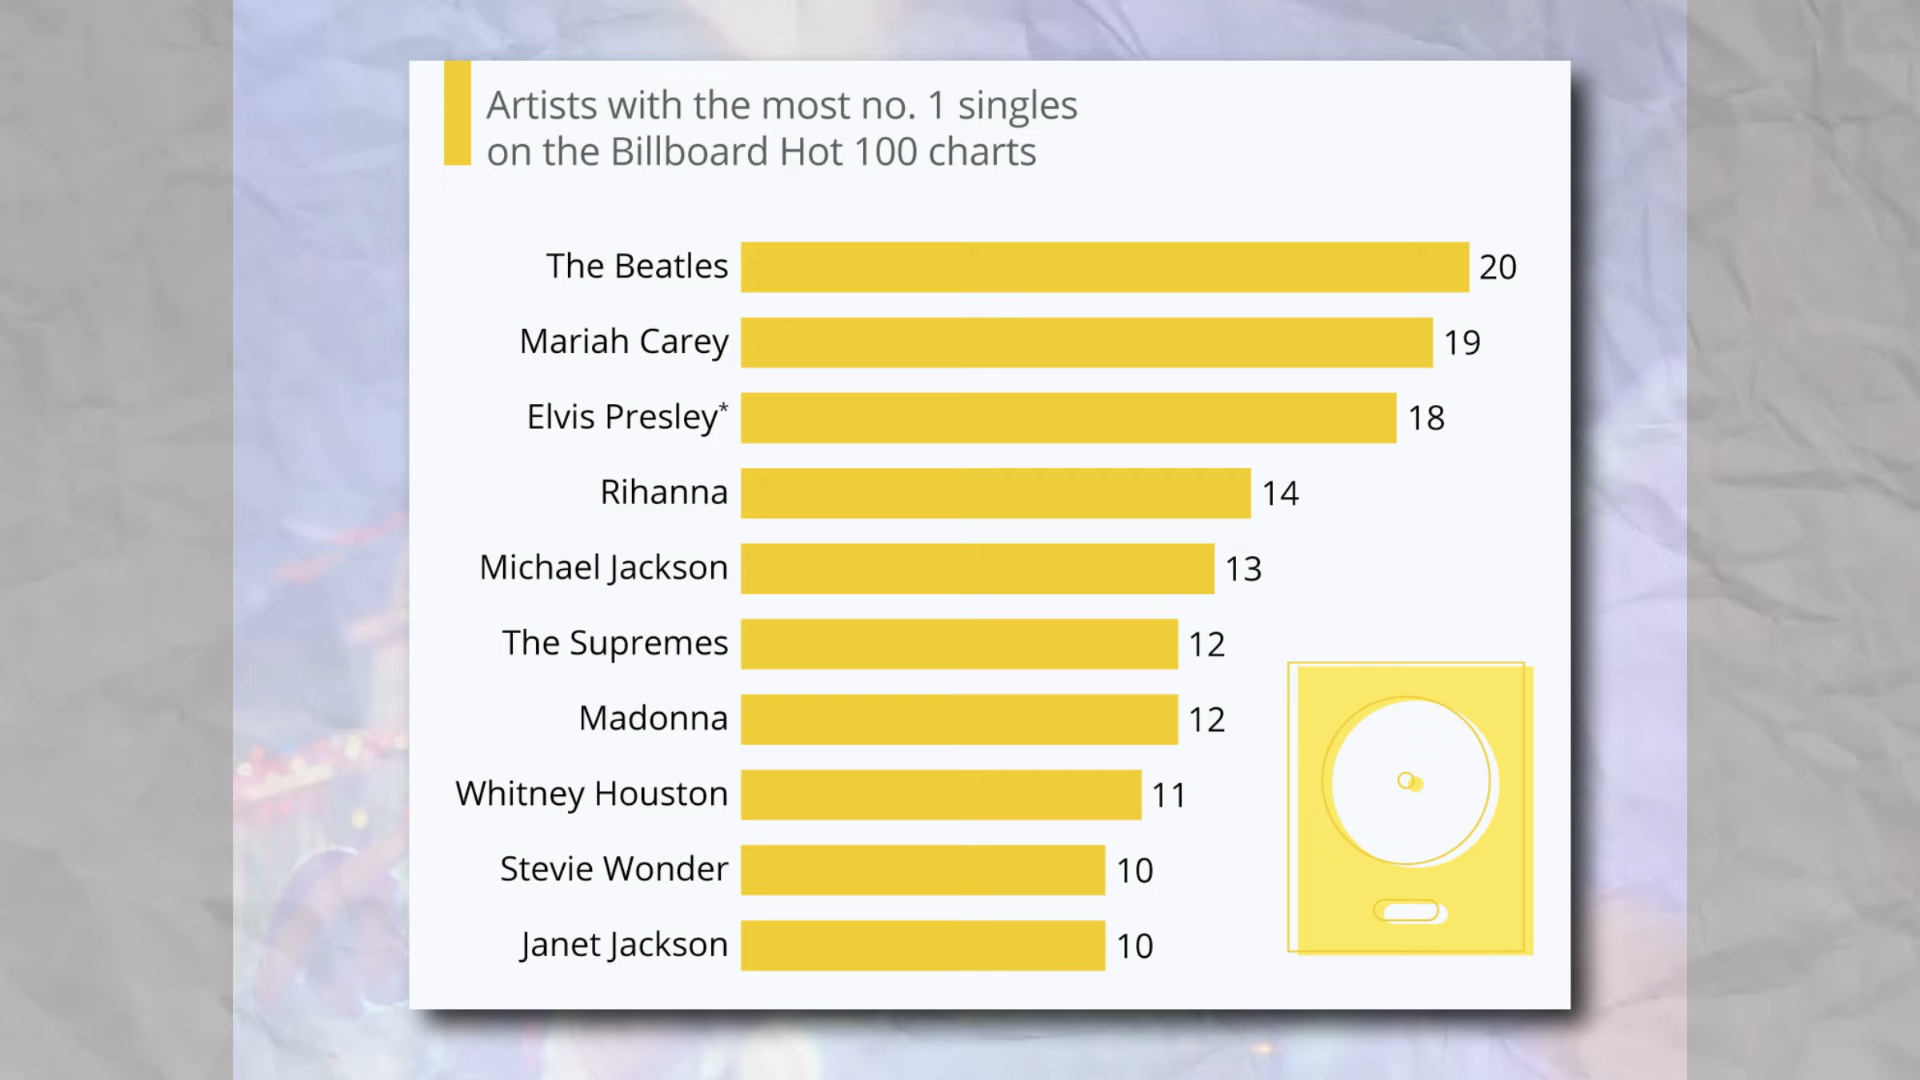 Artists with the most no. 1 singles
on the Billboard Hot 100 charts
The Beatles 20
Mariah Carey 19
Elvis Presley* 18
Rihanna 14
Michael Jackson 13
The Supremes 12
Madonna 12
Whitney Houston 11
Stevie Wonder 10
Janet Jackson 10